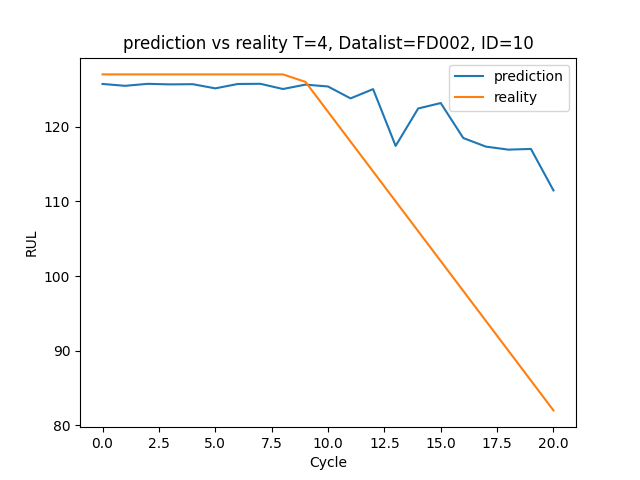 prediction vs reality T=4, Datalist=FD002, ID=10
prediction
reality
RUL
120
110
100
90
80
0.0 2.5 5.0 7.5 10.0 12.5 15.0 17.5 20.0
Cycle